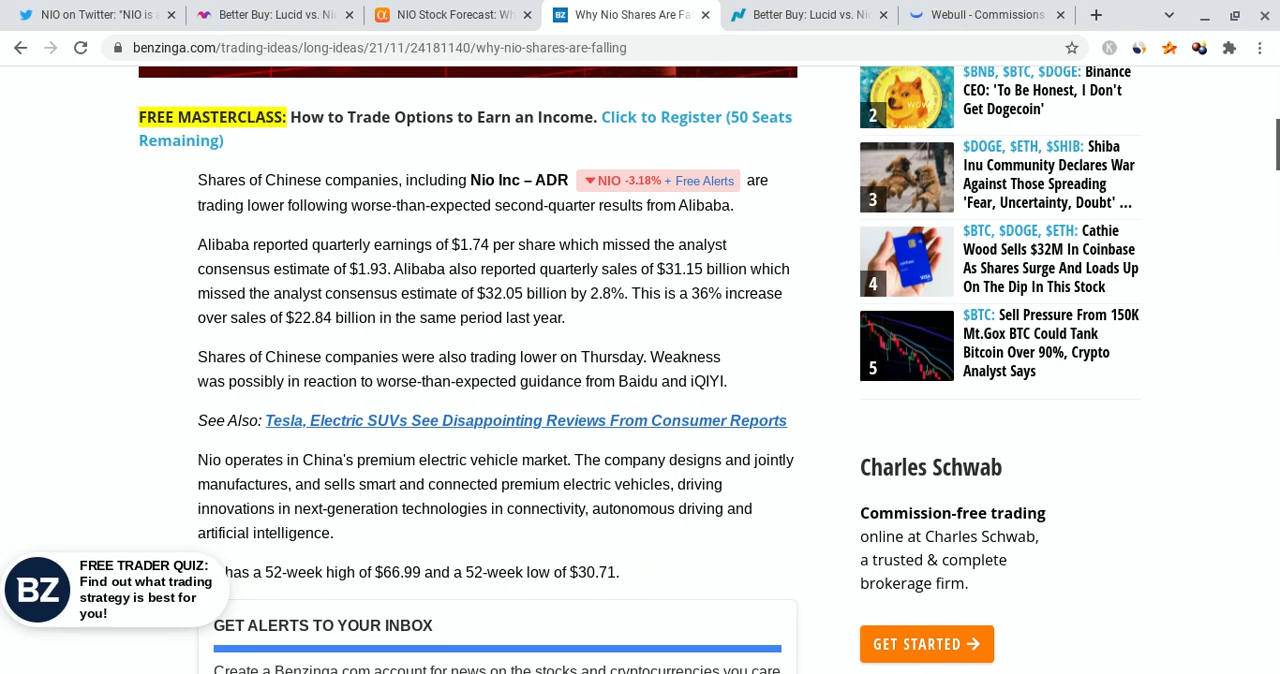 NIO on Twitter: "NIO is a
Better Buy: Lucid vs. Ni
NIO Stock Forecast: Wh
Why Nio Shares Are Fal
Better Buy: Lucid vs. Ni
Webull - Commissions
benzinga.com/trading-ideas/long-ideas/21/11/24181140/why-nio-shares-are-falling
FREE MASTERCLASS: How to Trade Options to Earn an Income. Click to Register (50 Seats
Remaining)
Shares of Chinese companies, including Nio Inc – ADR NIO -3.18% + Free Alerts are
trading lower following worse-than-expected second-quarter results from Alibaba.
Alibaba reported quarterly earnings of $1.74 per share which missed the analyst
consensus estimate of $1.93. Alibaba also reported quarterly sales of $31.15 billion which
missed the analyst consensus estimate of $32.05 billion by 2.8%. This is a 36% increase
over sales of $22.84 billion in the same period last year.
Shares of Chinese companies were also trading lower on Thursday. Weakness
was possibly in reaction to worse-than-expected guidance from Baidu and iQIYI.
See Also: Tesla, Electric SUVs See Disappointing Reviews From Consumer Reports
Nio operates in China's premium electric vehicle market. The company designs and jointly
manufactures, and sells smart and connected premium electric vehicles, driving
innovations in next-generation technologies in connectivity, autonomous driving and
artificial intelligence.
has a 52-week high of $66.99 and a 52-week low of $30.71.
BZ
FREE TRADER QUIZ:
Find out what trading
strategy is best for
you!
GET ALERTS TO YOUR INBOX
Create a Benzinga.com account for news on the stocks and cryptocurrencies you care
2
$BNB, $BTC, $DOGE: Binance
CEO: 'To Be Honest, I Don't
Get Dogecoin'
3
$DOGE, $ETH, $SHIB: Shiba
Inu Community Declares War
Against Those Spreading
'Fear, Uncertainty, Doubt' ...
4
$BTC, $DOGE, $ETH: Cathie
Wood Sells $32M In Coinbase
As Shares Surge And Loads Up
On The Dip In This Stock
5
$BTC: Sell Pressure From 150K
Mt.Gox BTC Could Tank
Bitcoin Over 90%, Crypto
Analyst Says
Charles Schwab
Commission-free trading
online at Charles Schwab,
a trusted & complete
brokerage firm.
GET STARTED →